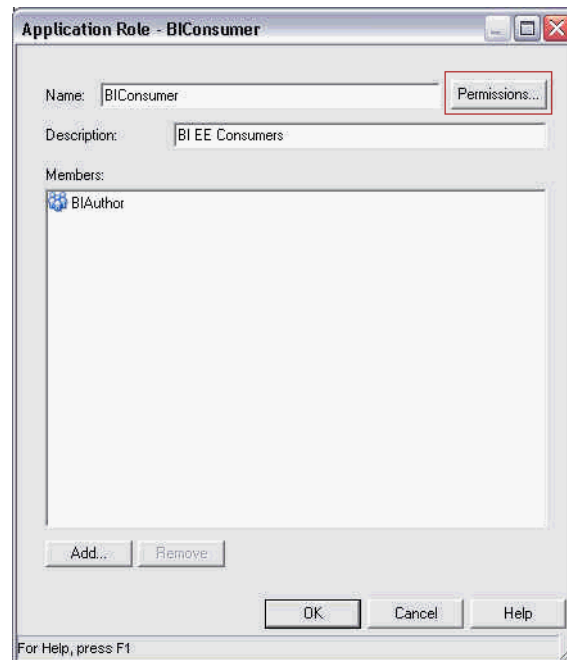 Application Role - BIConsumer
Name: BIConsumer Permissions...
Description: BI EE Consumers
Members:
BIAuthor
Add... Remove
OK Cancel Help
For Help, press F1